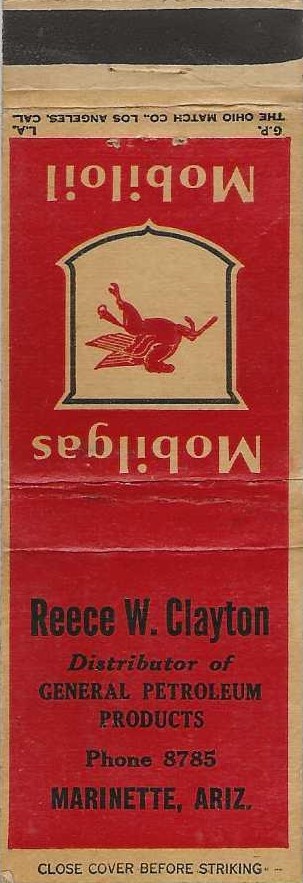 THE OHIO MATCH CO., LOS ANGELES, CAL.
G.P. L.A.
Mobiloil
Mobilgas
Reece W. Clayton
Distributor of
GENERAL PETROLEUM
PRODUCTS
Phone 8785
MARINETTE, ARIZ.
CLOSE COVER BEFORE STRIKING